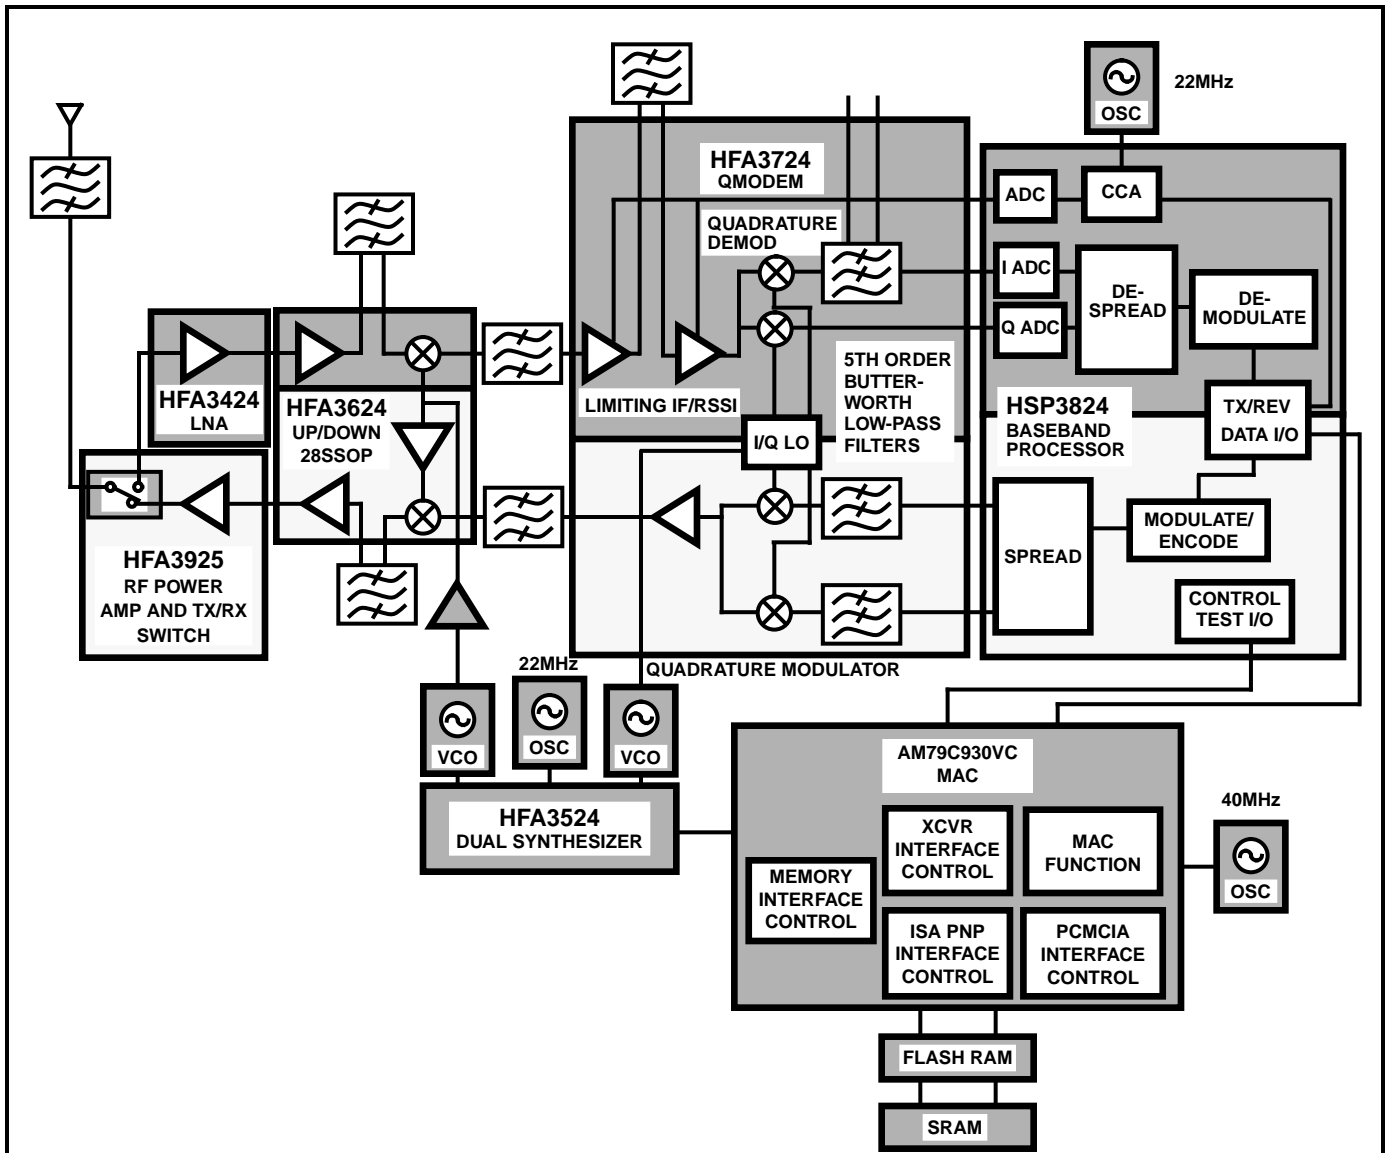 22MHz
OSC
HFA3724
QMODEM
ADC
CCA
QUADRATURE
DEMOD
I ADC
DE-
SPREAD
DE-
MODULATE
Q ADC
HFA3424
LNA
HFA3624
UP/DOWN
28SSOP
LIMITING IF/RSSI
5TH ORDER
BUTTER-
WORTH
LOW-PASS
FILTERS
I/Q LO
HSP3824
BASEBAND
PROCESSOR
TX/REV
DATA I/O
HFA3925
RF POWER
AMP AND TX/RX
SWITCH
SPREAD
MODULATE/
ENCODE
CONTROL
TEST I/O
QUADRATURE MODULATOR
22MHz
VCO
OSC
VCO
HFA3524
DUAL SYNTHESIZER
AM79C930VC
MAC
XCVR
INTERFACE
CONTROL
MAC
FUNCTION
MEMORY
INTERFACE
CONTROL
ISA PNP
INTERFACE
CONTROL
PCMCIA
INTERFACE
CONTROL
40MHz
OSC
FLASH RAM
SRAM